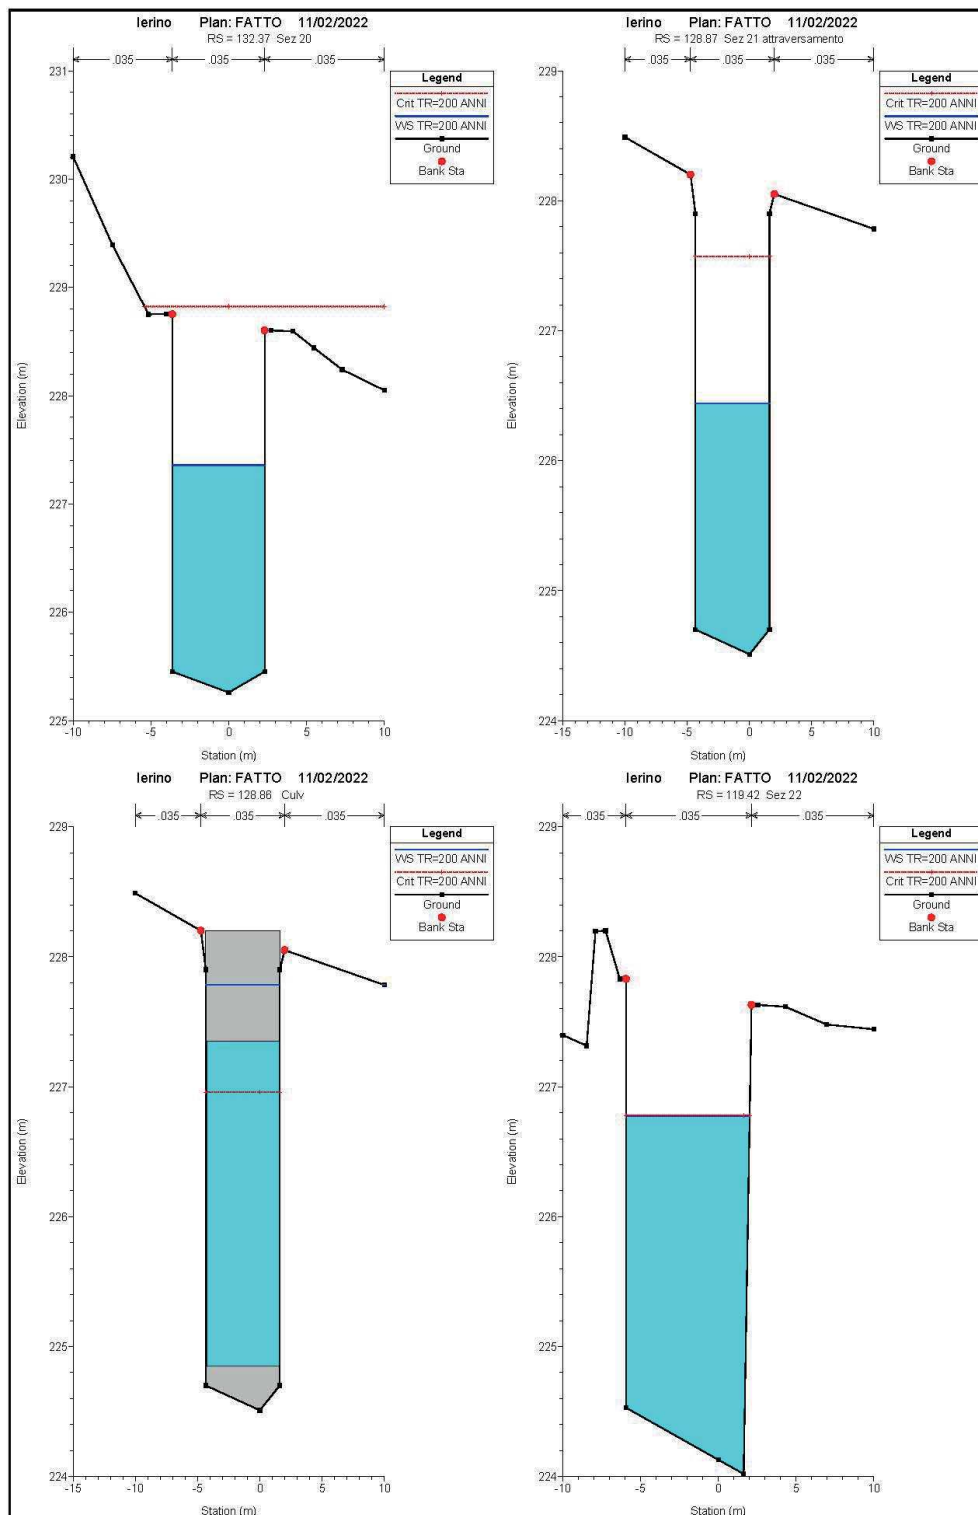 Ierino Plan: FATTO 11/02/2022
RS = 132.37 Sez 20
.035 .035 .035
Legend
Crit TR=200 ANNI
WS TR=200 ANNI
Ground
Bank Sta
231
230
229
228
227
226
225
-10 -5 0 5 10
Elevation (m)
Station (m)
Ierino Plan: FATTO 11/02/2022
RS = 128.87 Sez 21 attraversamento
.035 .035 .035
Legend
Crit TR=200 ANNI
WS TR=200 ANNI
Ground
Bank Sta
229
228
227
226
225
224
-15 -10 -5 0 5 10
Elevation (m)
Station (m)
Ierino Plan: FATTO 11/02/2022
RS = 128.86 Culv
.035 .035 .035
Legend
WS TR=200 ANNI
Crit TR=200 ANNI
Ground
Bank Sta
229
228
227
226
225
224
-15 -10 -5 0 5 10
Elevation (m)
Station (m)
Ierino Plan: FATTO 11/02/2022
RS = 119.42 Sez 22
.035 .035 .035
Legend
WS TR=200 ANNI
Crit TR=200 ANNI
Ground
Bank Sta
229
228
227
226
225
224
-10 -5 0 5 10
Elevation (m)
Station (m)